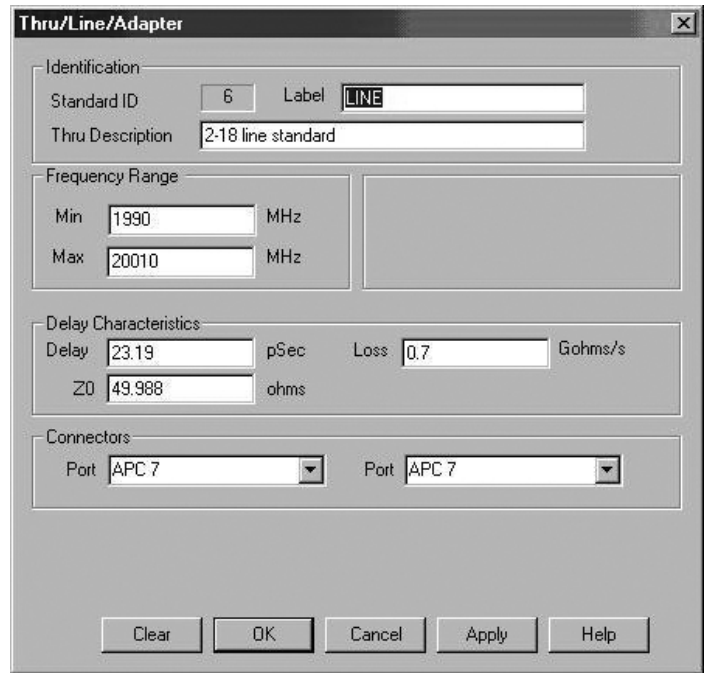 Thru/Line/Adapter
Identification
Standard ID 6 Label LINE
Thru Description 2-18 line standard
Frequency Range
Min 1990 MHz
Max 20010 MHz
Delay Characteristics
Delay 23.19 pSec Loss 0.7 Gohms/s
Z0 49.988 ohms
Connectors
Port APC 7 Port APC 7
Clear OK Cancel Apply Help